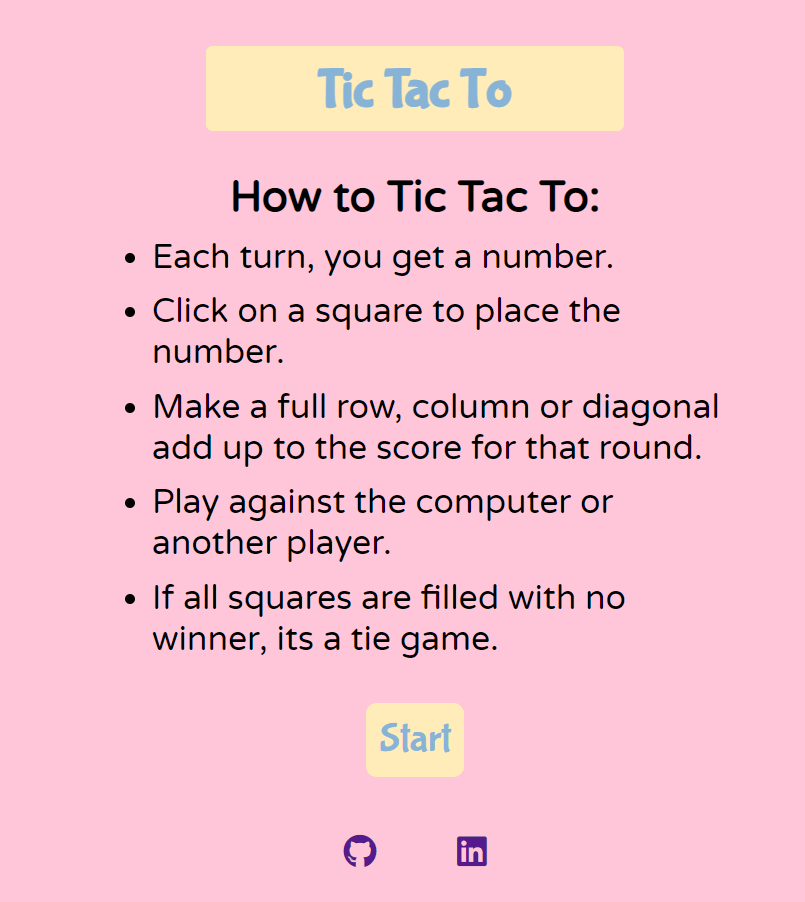 Tic Tac To
How to Tic Tac To:
• Each turn, you get a number.
• Click on a square to place the
number.
• Make a full row, column or diagonal
add up to the score for that round.
• Play against the computer or
another player.
• If all squares are filled with no
winner, its a tie game.
Start
in